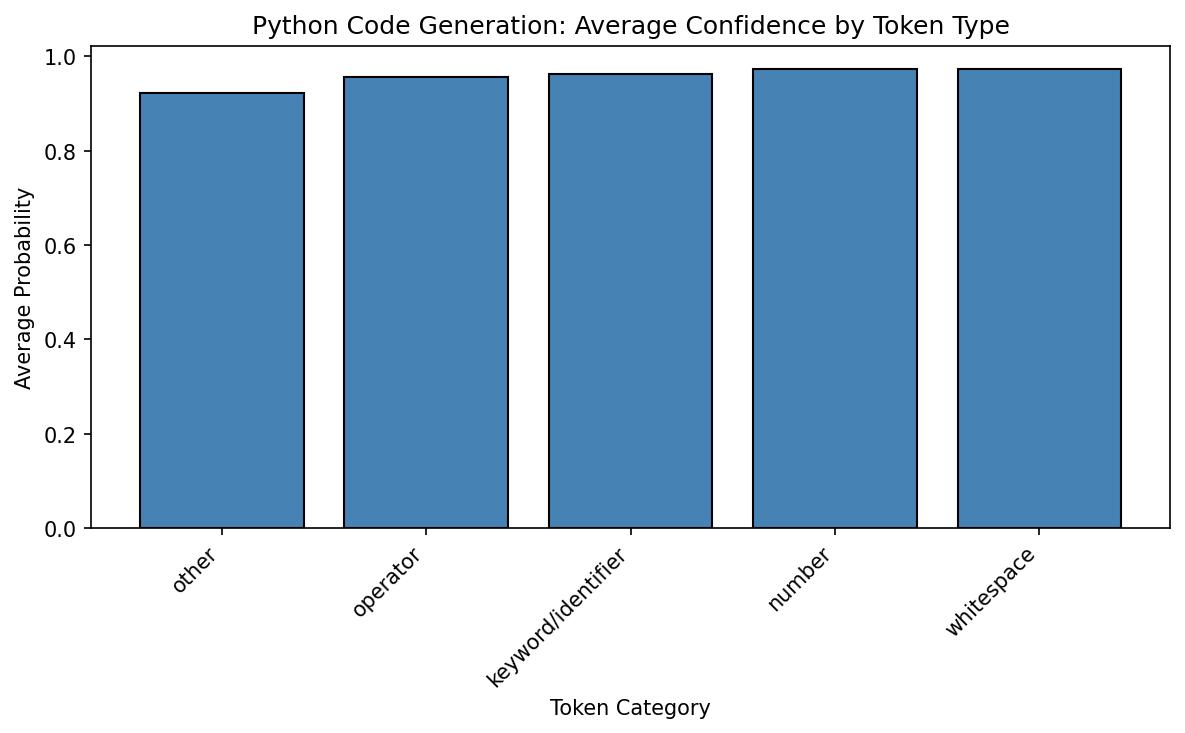 Python Code Generation: Average Confidence by Token Type
1.0
0.8
0.6
0.4
0.2
0.0
Average Probability
other
operator
keyword/identifier
number
whitespace
Token Category